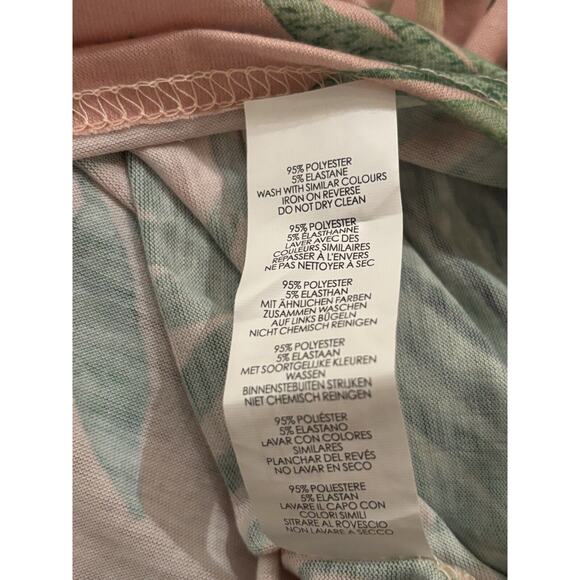 95% POLYESTER
5% ELASTANE
WASH WITH SIMILAR COLOURS
IRON ON REVERSE
DO NOT DRY CLEAN
95% POLYESTER
5% ELASTHANNE
LAVER AVEC DES
COULEURS SIMILAIRES
REPASSER À L'ENVERS
NE PAS NETTOYER À SEC
95% POLYESTER
5% ELASTHAN
MIT ÄHNLICHEN FARBEN
ZUSAMMEN WASCHEN
AUF LINKS BÜGELN
NICHT CHEMISCH REINIGEN
95% POLYESTER
5% ELASTAAN
MET SOORTGELIJKE KLEUREN
WASSEN
BINNENSTEBUITEN STRIJKEN
NIET CHEMISCH REINIGEN
95% POLIÉSTER
5% ELASTANO
LAVAR CON COLORES
SIMILARES
PLANCHAR DEL REVÉS
NO LAVAR EN SECO
95% POLIESTERE
5% ELASTAN
LAVARE IL CAPO CON
COLORI SIMILI
SITRARE AL ROVESCIO
NON LAVARE A SECCO